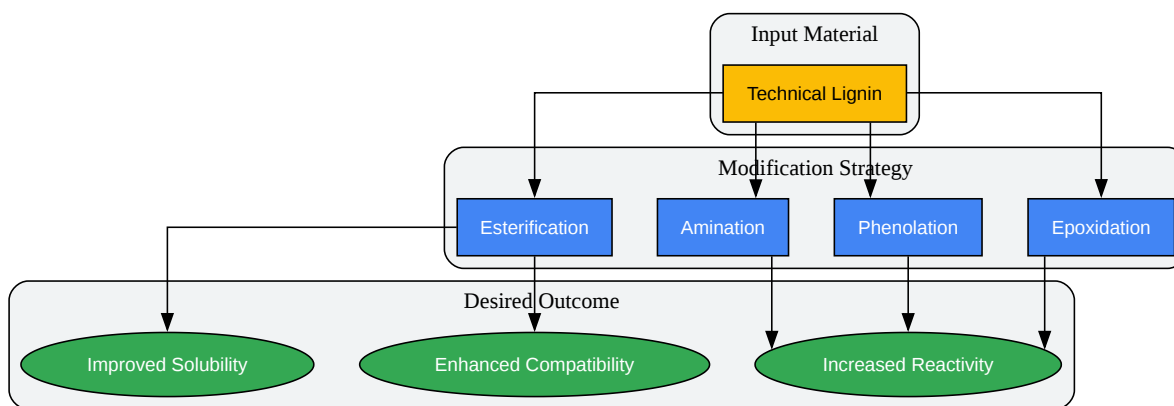 Input Material
Technical Lignin
Modification Strategy
Esterification
Amination
Phenolation
Epoxidation
Desired Outcome
Improved Solubility
Enhanced Compatibility
Increased Reactivity